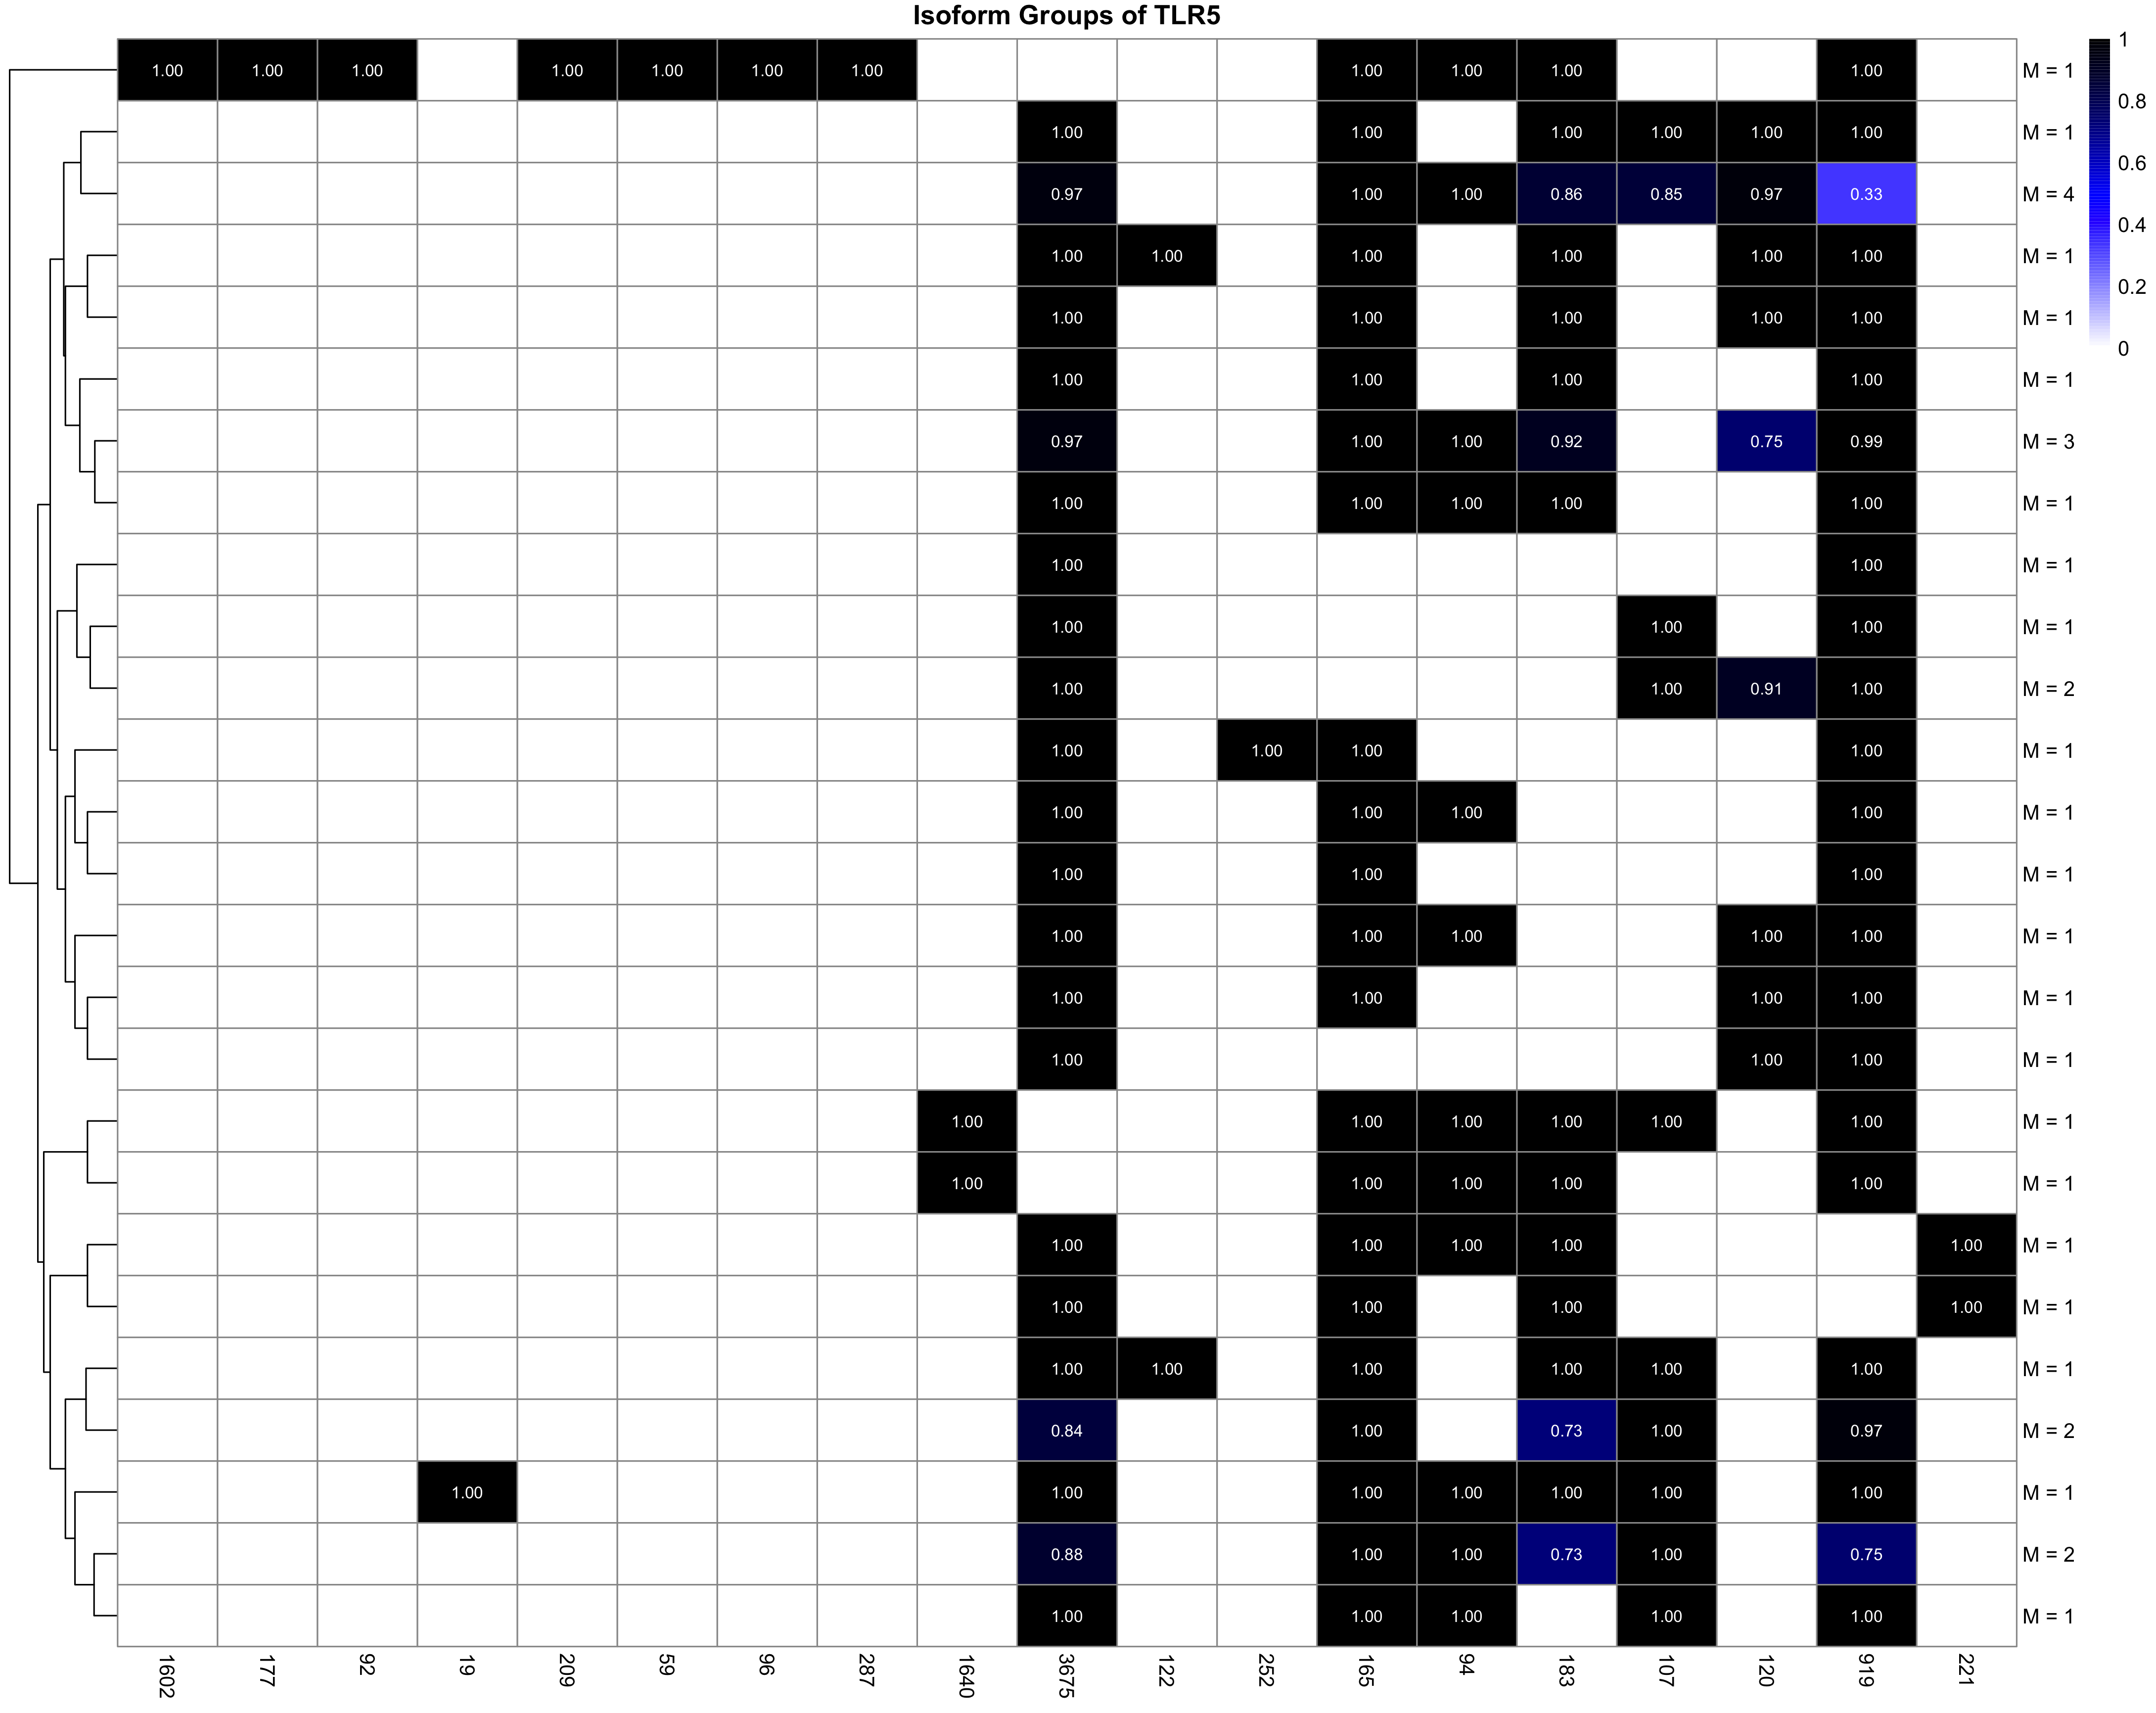 Isoform Groups of TLR5
1.00 1.00 1.00 1.00 1.00 1.00 1.00 1.00 1.00 1.00 1.00 M = 1
1.00 1.00 1.00 1.00 1.00 1.00 M = 1
0.97 1.00 1.00 0.86 0.85 0.97 0.33 M = 4
1.00 1.00 1.00 1.00 1.00 1.00 M = 1
1.00 1.00 1.00 1.00 1.00 M = 1
1.00 1.00 1.00 1.00 M = 1
0.97 1.00 1.00 0.92 0.75 0.99 M = 3
1.00 1.00 1.00 1.00 1.00 M = 1
1.00 1.00 M = 1
1.00 1.00 1.00 M = 1
1.00 1.00 0.91 1.00 M = 2
1.00 1.00 1.00 1.00 M = 1
1.00 1.00 1.00 1.00 M = 1
1.00 1.00 1.00 M = 1
1.00 1.00 1.00 1.00 1.00 M = 1
1.00 1.00 1.00 1.00 M = 1
1.00 1.00 1.00 M = 1
1.00 1.00 1.00 1.00 1.00 1.00 M = 1
1.00 1.00 1.00 1.00 1.00 M = 1
1.00 1.00 1.00 1.00 1.00 M = 1
1.00 1.00 1.00 1.00 M = 1
1.00 1.00 1.00 1.00 1.00 1.00 M = 1
0.84 1.00 0.73 1.00 0.97 M = 2
1.00 1.00 1.00 1.00 1.00 1.00 1.00 M = 1
0.88 1.00 1.00 0.73 1.00 0.75 M = 2
1.00 1.00 1.00 1.00 1.00 M = 1
1602 177 92 19 209 59 96 287 1640 3675 122 252 165 94 183 107 120 919 221
1
0.8
0.6
0.4
0.2
0